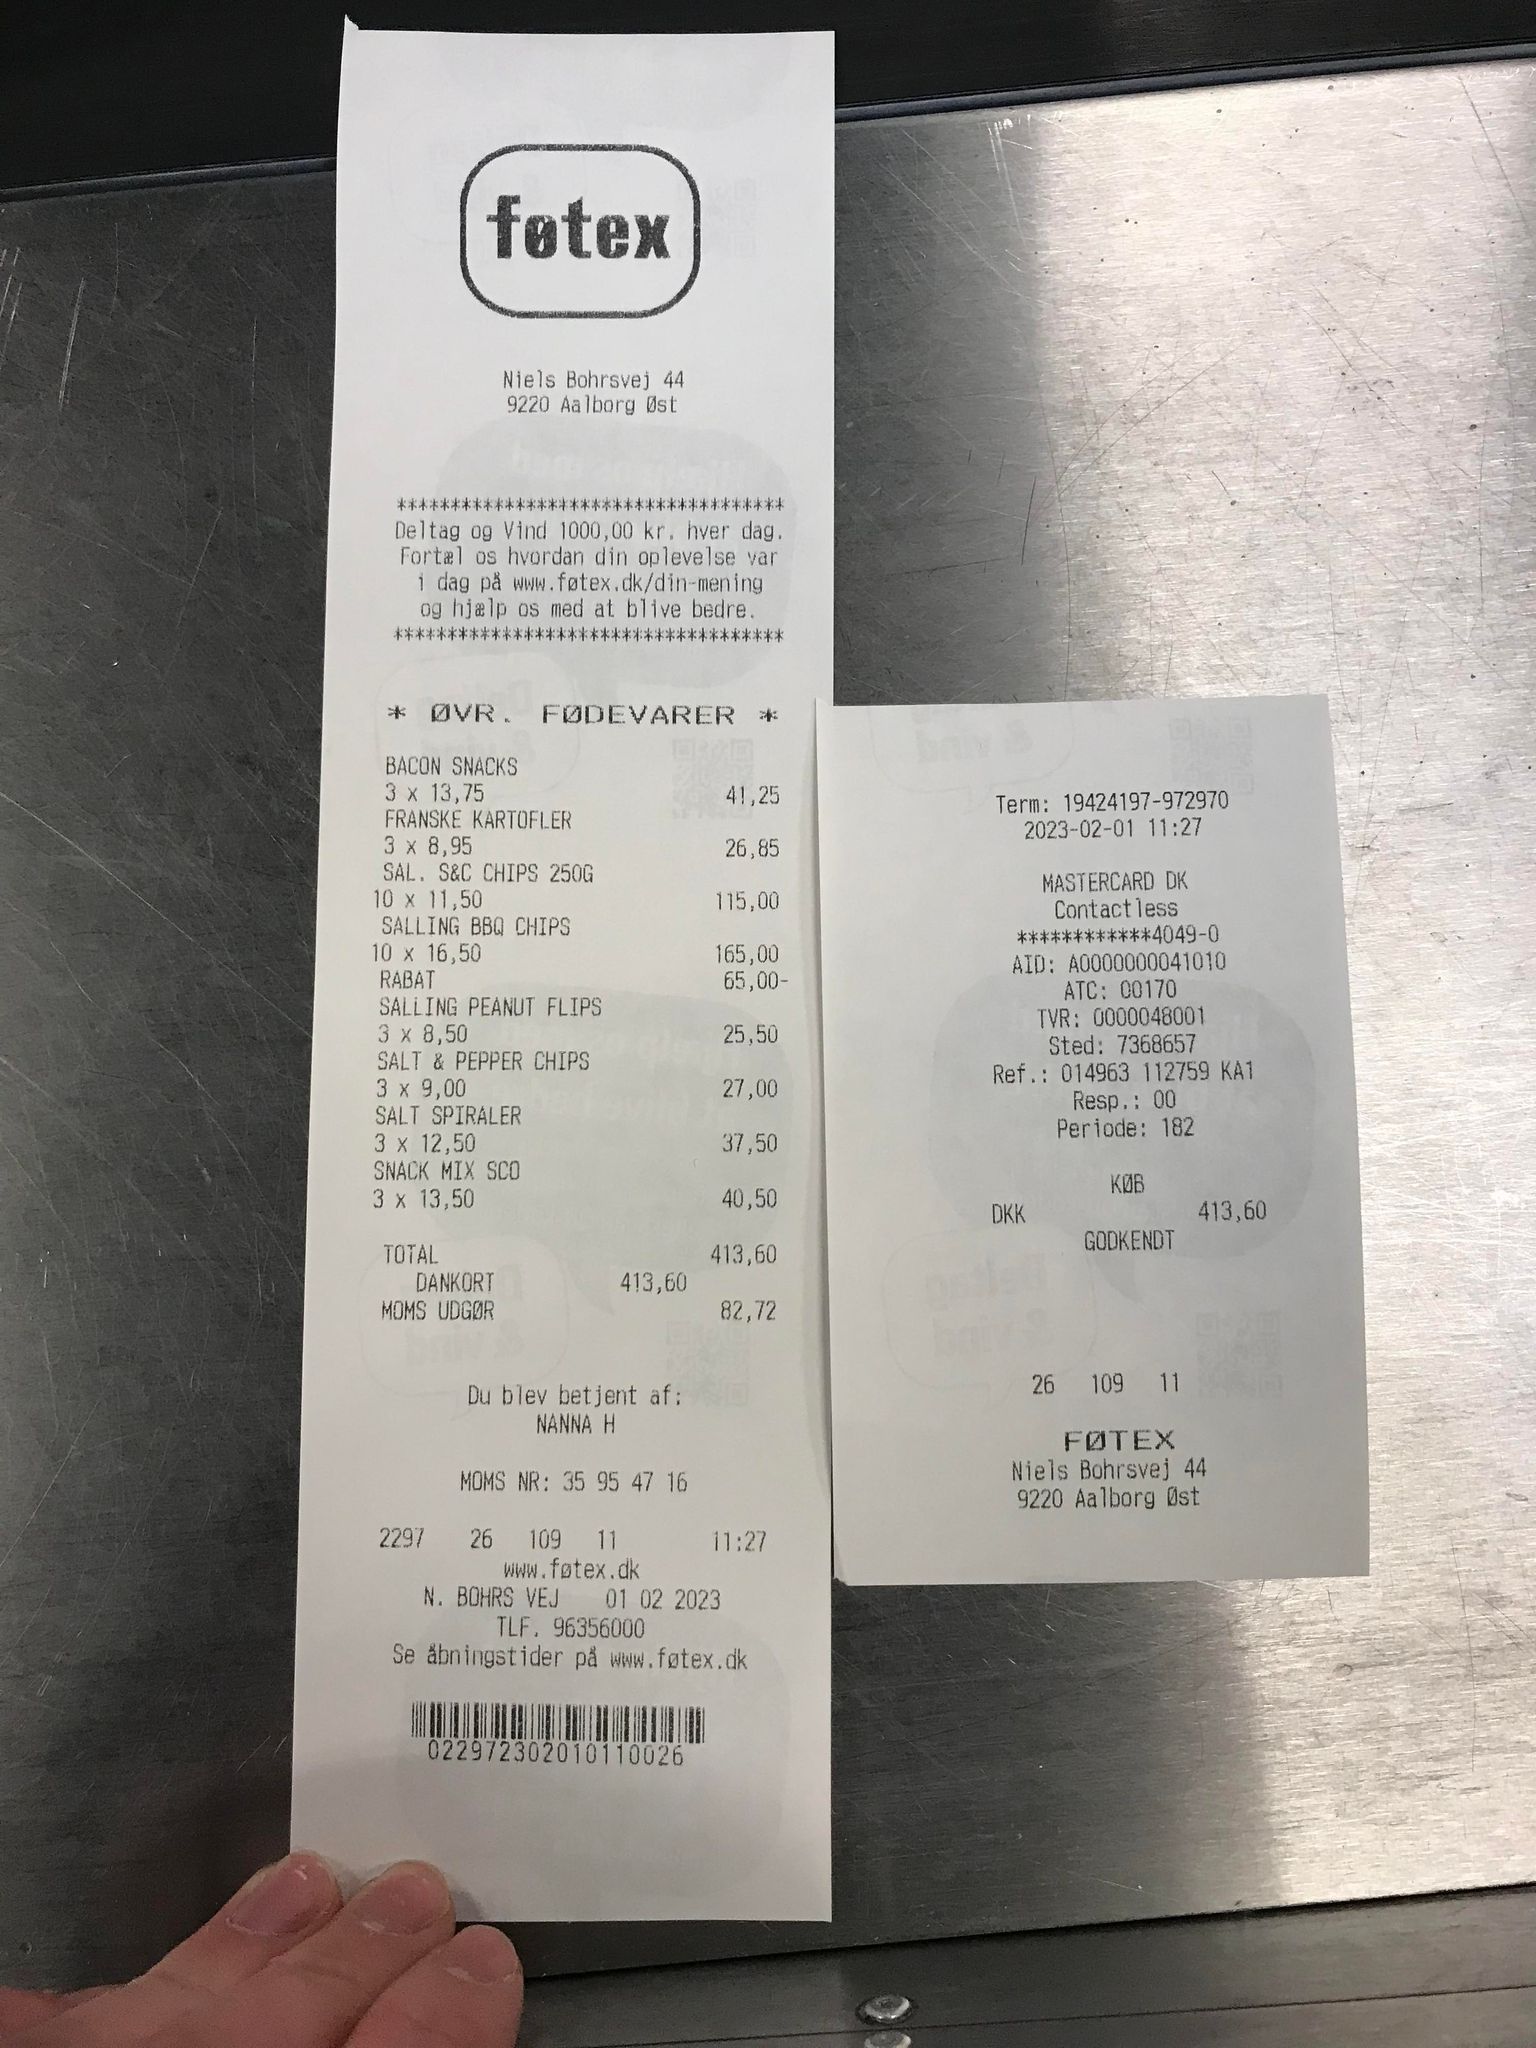 føtex
Niels Bohrsvej 44
9220 Aalborg Øst
************************************
Deltag og Vind 1000,00 kr. hver dag.
Fortæl os hvordan din oplevelse var
i dag på www.føtex.dk/din-mening
og hjælp os med at blive bedre.
************************************
* ØVR. FØDEVARER *
BACON SNACKS
3 x 13,75 41,25
FRANSKE KARTOFLER
3 x 8,95 26,85
SAL. S&C CHIPS 250G
10 x 11,50 115,00
SALLING BBQ CHIPS
10 x 16,50 165,00
RABAT 65,00-
SALLING PEANUT FLIPS
3 x 8,50 25,50
SALT & PEPPER CHIPS
3 x 9,00 27,00
SALT SPIRALER
3 x 12,50 37,50
SNACK MIX SCO
3 x 13,50 40,50
TOTAL 413,60
DANKORT 413,60
MOMS UDGØR 82,72
Du blev betjent af:
NANNA H
MOMS NR: 35 95 47 16
2297 26 109 11 11:27
www.føtex.dk
N. BOHRS VEJ 01 02 2023
TLF. 96356000
Se åbningstider på www.føtex.dk
022972302010110026
Term: 19424197-972970
2023-02-01 11:27
MASTERCARD DK
Contactless
************4049-0
AID: A0000000041010
ATC: 00170
TVR: 0000048001
Sted: 7368657
Ref.: 014963 112759 KA1
Resp.: 00
Periode: 182
KØB
DKK 413,60
GODKENDT
26 109 11
FØTEX
Niels Bohrsvej 44
9220 Aalborg Øst